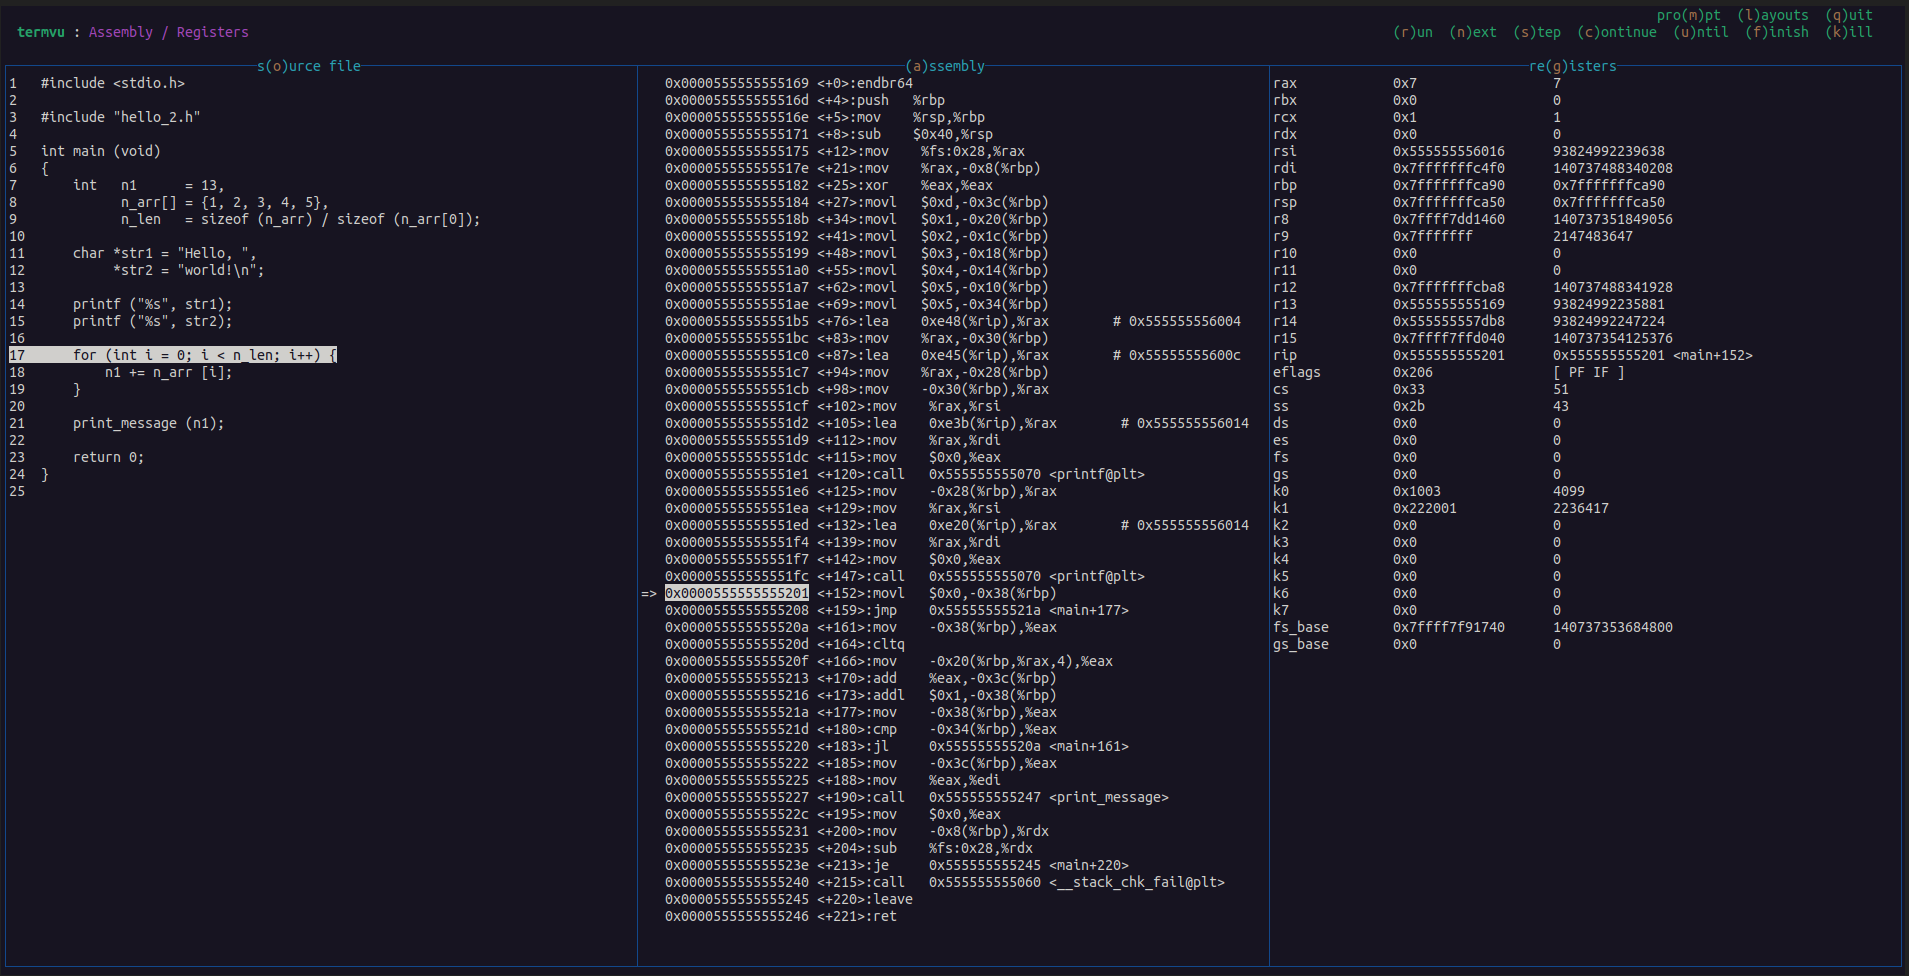 pro(m)pt  (l)ayouts  (q)uit
termvu : Assembly / Registers
(r)un  (n)ext  (s)tep  (c)ontinue  (u)ntil  (f)inish  (k)ill
s(o)urce file
1   #include <stdio.h>
2
3   #include "hello_2.h"
4
5   int main (void)
6   {
7       int   n1      = 13,
8             n_arr[] = {1, 2, 3, 4, 5},
9             n_len   = sizeof (n_arr) / sizeof (n_arr[0]);
10
11      char *str1 = "Hello, ",
12           *str2 = "world!\n";
13
14      printf ("%s", str1);
15      printf ("%s", str2);
16
17      for (int i = 0; i < n_len; i++) {
18          n1 += n_arr [i];
19      }
20
21      print_message (n1);
22
23      return 0;
24  }
25
(a)ssembly
0x0000555555555169 <+0>:endbr64
0x000055555555516d <+4>:push   %rbp
0x000055555555516e <+5>:mov    %rsp,%rbp
0x0000555555555171 <+8>:sub    $0x40,%rsp
0x0000555555555175 <+12>:mov    %fs:0x28,%rax
0x000055555555517e <+21>:mov    %rax,-0x8(%rbp)
0x0000555555555182 <+25>:xor    %eax,%eax
0x0000555555555184 <+27>:movl   $0xd,-0x3c(%rbp)
0x000055555555518b <+34>:movl   $0x1,-0x20(%rbp)
0x0000555555555192 <+41>:movl   $0x2,-0x1c(%rbp)
0x0000555555555199 <+48>:movl   $0x3,-0x18(%rbp)
0x00005555555551a0 <+55>:movl   $0x4,-0x14(%rbp)
0x00005555555551a7 <+62>:movl   $0x5,-0x10(%rbp)
0x00005555555551ae <+69>:movl   $0x5,-0x34(%rbp)
0x00005555555551b5 <+76>:lea    0xe48(%rip),%rax        # 0x555555556004
0x00005555555551bc <+83>:mov    %rax,-0x30(%rbp)
0x00005555555551c0 <+87>:lea    0xe45(%rip),%rax        # 0x55555555600c
0x00005555555551c7 <+94>:mov    %rax,-0x28(%rbp)
0x00005555555551cb <+98>:mov    -0x30(%rbp),%rax
0x00005555555551cf <+102>:mov    %rax,%rsi
0x00005555555551d2 <+105>:lea    0xe3b(%rip),%rax        # 0x555555556014
0x00005555555551d9 <+112>:mov    %rax,%rdi
0x00005555555551dc <+115>:mov    $0x0,%eax
0x00005555555551e1 <+120>:call   0x555555555070 <printf@plt>
0x00005555555551e6 <+125>:mov    -0x28(%rbp),%rax
0x00005555555551ea <+129>:mov    %rax,%rsi
0x00005555555551ed <+132>:lea    0xe20(%rip),%rax        # 0x555555556014
0x00005555555551f4 <+139>:mov    %rax,%rdi
0x00005555555551f7 <+142>:mov    $0x0,%eax
0x00005555555551fc <+147>:call   0x555555555070 <printf@plt>
=> 0x0000555555555201 <+152>:movl   $0x0,-0x38(%rbp)
0x0000555555555208 <+159>:jmp    0x55555555521a <main+177>
0x000055555555520a <+161>:mov    -0x38(%rbp),%eax
0x000055555555520d <+164>:cltq
0x000055555555520f <+166>:mov    -0x20(%rbp,%rax,4),%eax
0x0000555555555213 <+170>:add    %eax,-0x3c(%rbp)
0x0000555555555216 <+173>:addl   $0x1,-0x38(%rbp)
0x000055555555521a <+177>:mov    -0x38(%rbp),%eax
0x000055555555521d <+180>:cmp    -0x34(%rbp),%eax
0x0000555555555220 <+183>:jl     0x55555555520a <main+161>
0x0000555555555222 <+185>:mov    -0x3c(%rbp),%eax
0x0000555555555225 <+188>:mov    %eax,%edi
0x0000555555555227 <+190>:call   0x555555555247 <print_message>
0x000055555555522c <+195>:mov    $0x0,%eax
0x0000555555555231 <+200>:mov    -0x8(%rbp),%rdx
0x0000555555555235 <+204>:sub    %fs:0x28,%rdx
0x000055555555523e <+213>:je     0x555555555245 <main+220>
0x0000555555555240 <+215>:call   0x555555555060 <__stack_chk_fail@plt>
0x0000555555555245 <+220>:leave
0x0000555555555246 <+221>:ret
re(g)isters
rax            0x7                 7
rbx            0x0                 0
rcx            0x1                 1
rdx            0x0                 0
rsi            0x555555556016      93824992239638
rdi            0x7fffffffc4f0      140737488340208
rbp            0x7fffffffca90      0x7fffffffca90
rsp            0x7fffffffca50      0x7fffffffca50
r8             0x7ffff7dd1460      140737351849056
r9             0x7fffffff          2147483647
r10            0x0                 0
r11            0x0                 0
r12            0x7fffffffcba8      140737488341928
r13            0x555555555169      93824992235881
r14            0x555555557db8      93824992247224
r15            0x7ffff7ffd040      140737354125376
rip            0x555555555201      0x555555555201 <main+152>
eflags         0x206               [ PF IF ]
cs             0x33                51
ss             0x2b                43
ds             0x0                 0
es             0x0                 0
fs             0x0                 0
gs             0x0                 0
k0             0x1003              4099
k1             0x222001            2236417
k2             0x0                 0
k3             0x0                 0
k4             0x0                 0
k5             0x0                 0
k6             0x0                 0
k7             0x0                 0
fs_base        0x7ffff7f91740      140737353684800
gs_base        0x0                 0